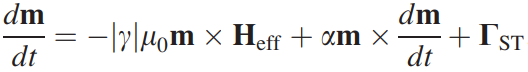 dm/dt = −|γ|μ₀m × H_eff + αm × dm/dt + Γ_ST